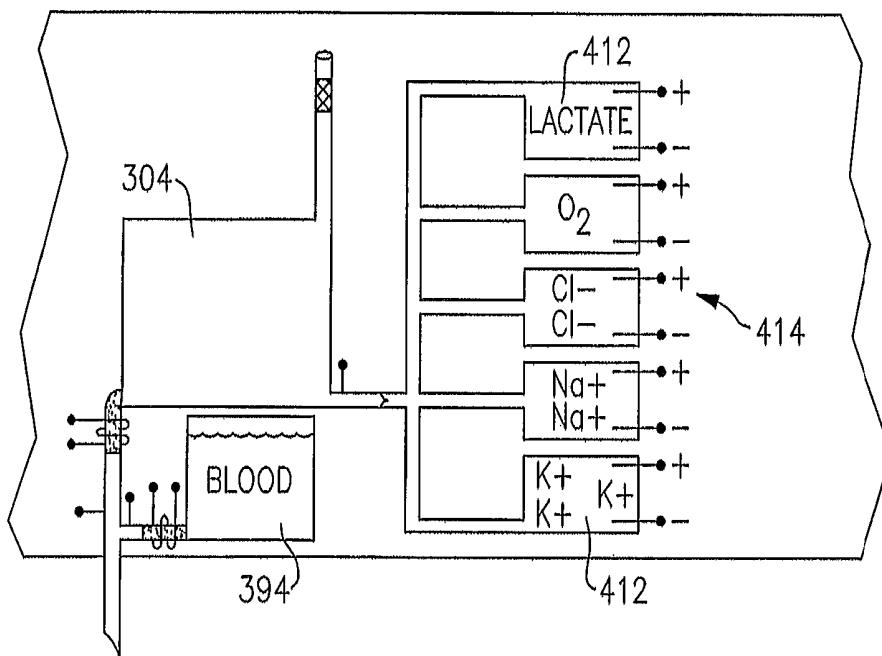 412
LACTATE
+
-
304
O2
+
-
Cl-
Cl-
+
-
414
Na+
Na+
+
-
BLOOD
K+
K+
K+
+
-
394
412